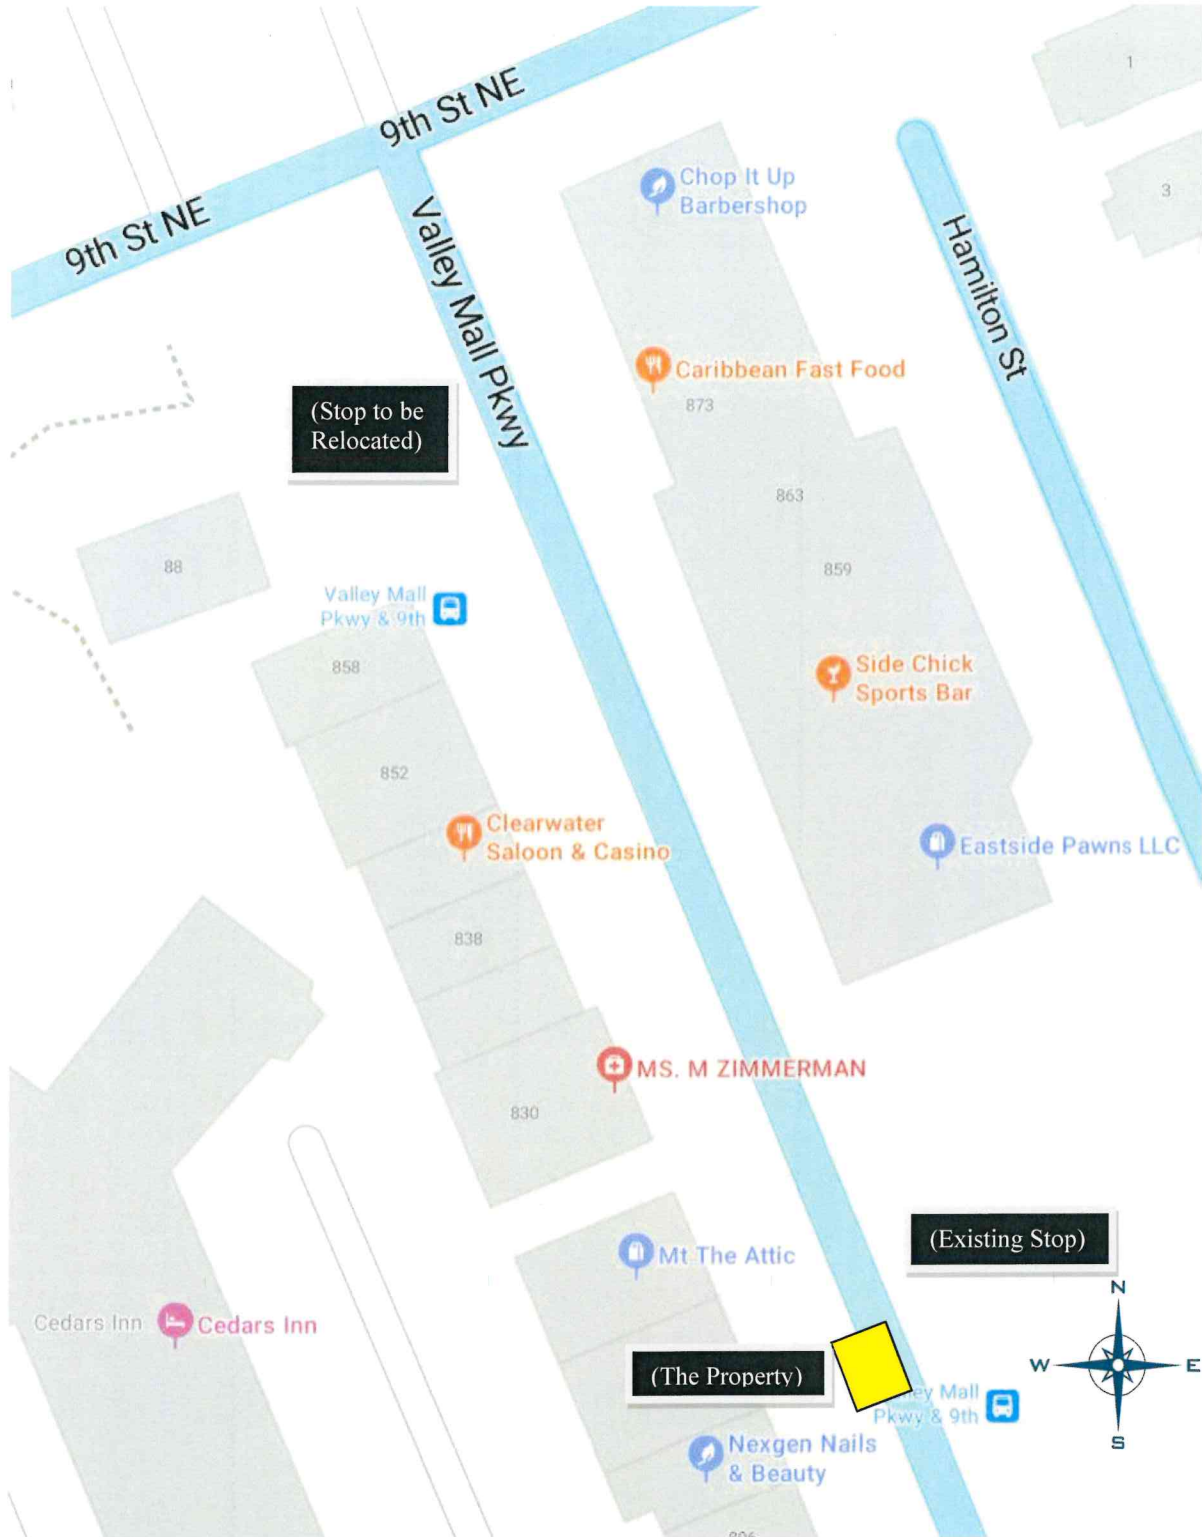 1
9th St NE
Chop It Up
Barbershop
3
9th St NE
Valley Mall Pkwy
Hamilton St
Caribbean Fast Food
873
(Stop to be
Relocated)
863
88
859
Valley Mall
Pkwy & 9th
858
Side Chick
Sports Bar
852
Clearwater
Saloon & Casino
Eastside Pawns LLC
838
MS. M ZIMMERMAN
830
(Existing Stop)
Mt The Attic
N
Cedars Inn
Cedars Inn
W
E
(The Property)
ey Mall
Pkwy & 9th
S
Nexgen Nails
& Beauty